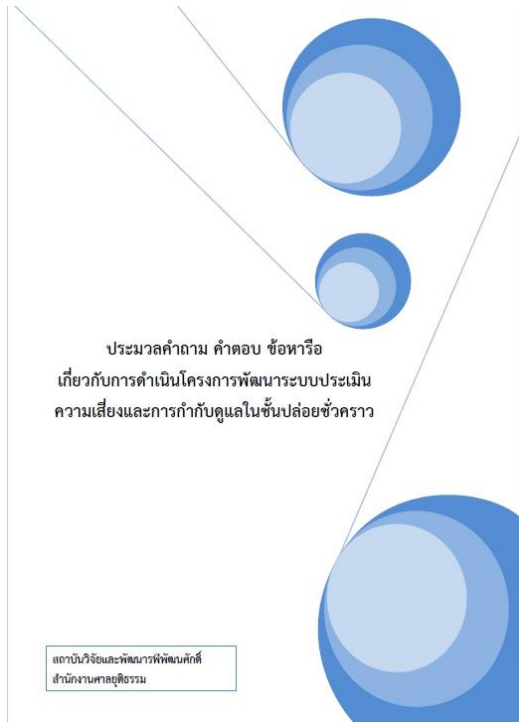 ประมวลคำถาม คำตอบ ข้อหารือ
เกี่ยวกับการดำเนินโครงการพัฒนาระบบประเมิน
ความเสี่ยงและการกำกับดูแลในชั้นปล่อยชั่วคราว
สถาบันวิจัยและพัฒนารพีพัฒนศักดิ์
สำนักงานศาลยุติธรรม